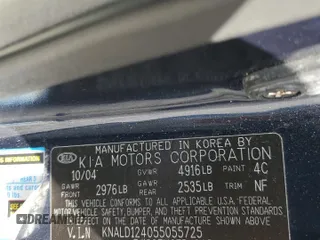 MANUFACTURED IN KOREA BY
KIA MOTORS CORPORATION
10/04 GVWR 4916LB PAINT 4C
GAWR FRONT 2976LB GAWR REAR 2535LB TRIM NF
THIS VEHICLE CONFORMS TO ALL APPLICABLE U.S.A. FEDERAL
MOTOR VEHICLE SAFETY, BUMPER, AND THEFT PREVENTION
STANDARDS IN EFFECT ON THE DATE OF MANUFACTURE SHOWN ABOVE.
V.I.N KNALD124055055725